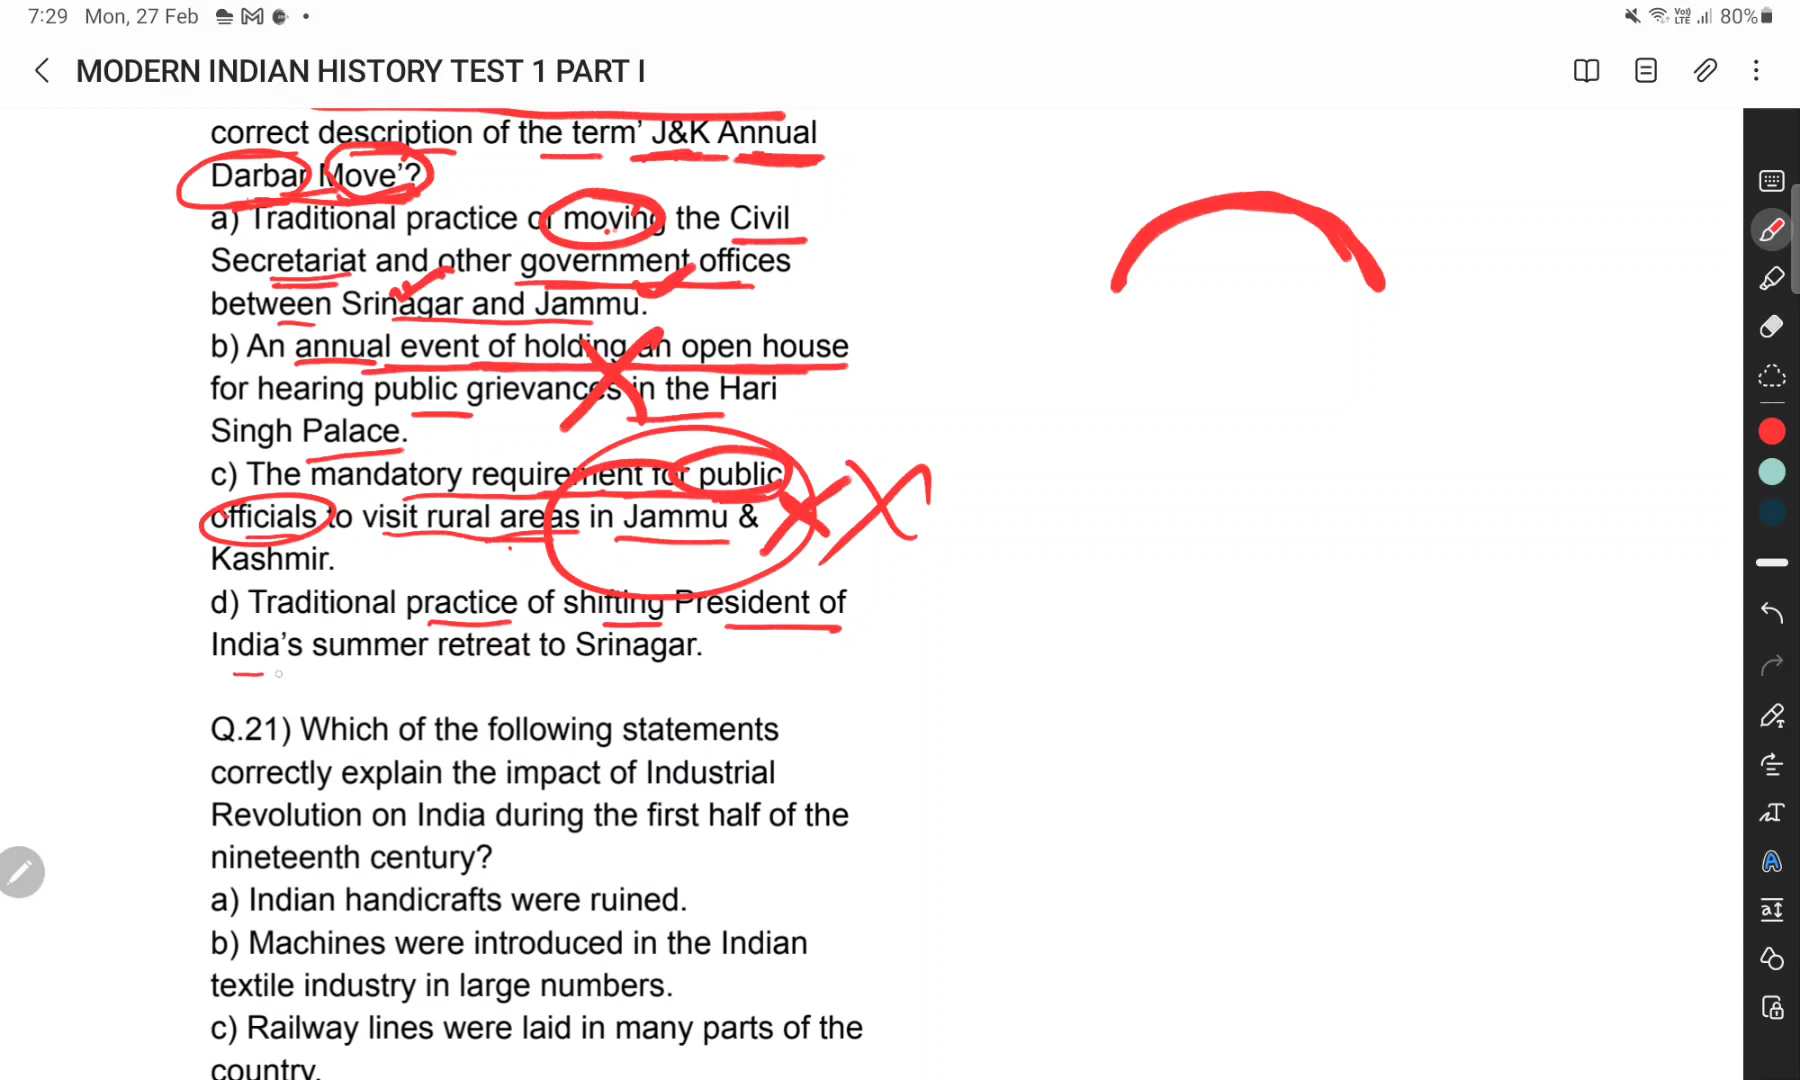 7:29 Mon, 27 Feb
80%
MODERN INDIAN HISTORY TEST 1 PART I
correct description of the term’ J&K Annual
Darbar Move’?
a) Traditional practice of moving the Civil
Secretariat and other government offices
between Srinagar and Jammu.
b) An annual event of holding an open house
for hearing public grievances in the Hari
Singh Palace.
c) The mandatory requirement for public
officials to visit rural areas in Jammu &
Kashmir.
d) Traditional practice of shifting President of
India’s summer retreat to Srinagar.
Q.21) Which of the following statements
correctly explain the impact of Industrial
Revolution on India during the first half of the
nineteenth century?
a) Indian handicrafts were ruined.
b) Machines were introduced in the Indian
textile industry in large numbers.
c) Railway lines were laid in many parts of the
country.